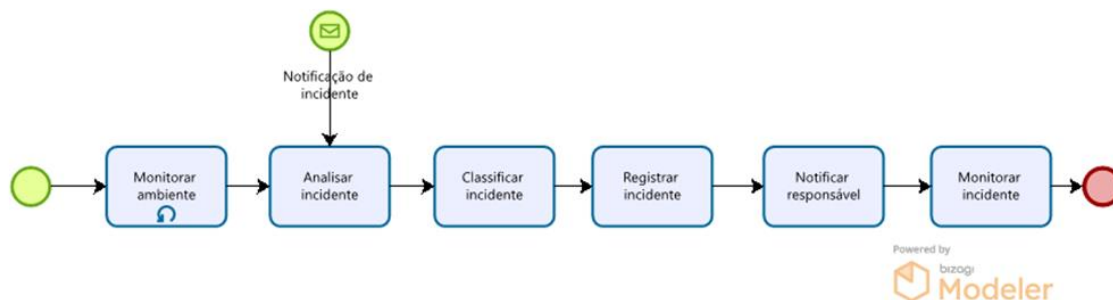 Notificação de
incidente
Monitorar
ambiente
Analisar
incidente
Classificar
incidente
Registrar
incidente
Notificar
responsável
Monitorar
incidente
Powered by
bizagi
Modeler